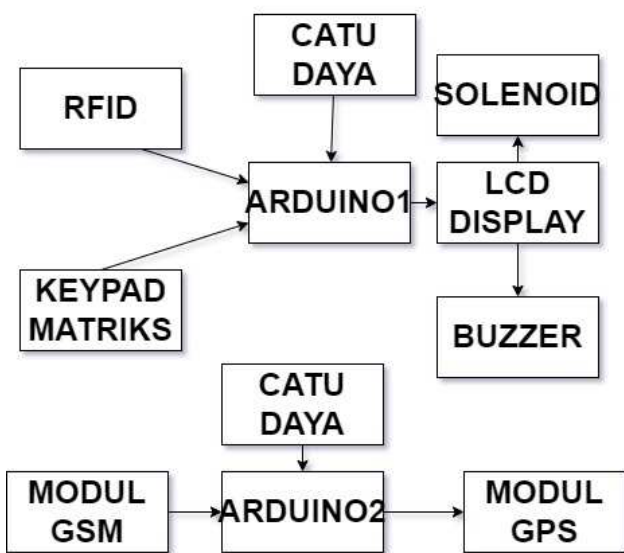 CATU
DAYA
RFID
SOLENOID
ARDUINO1
LCD
DISPLAY
KEYPAD
MATRIKS
BUZZER
CATU
DAYA
MODUL
GSM
ARDUINO2
MODUL
GPS